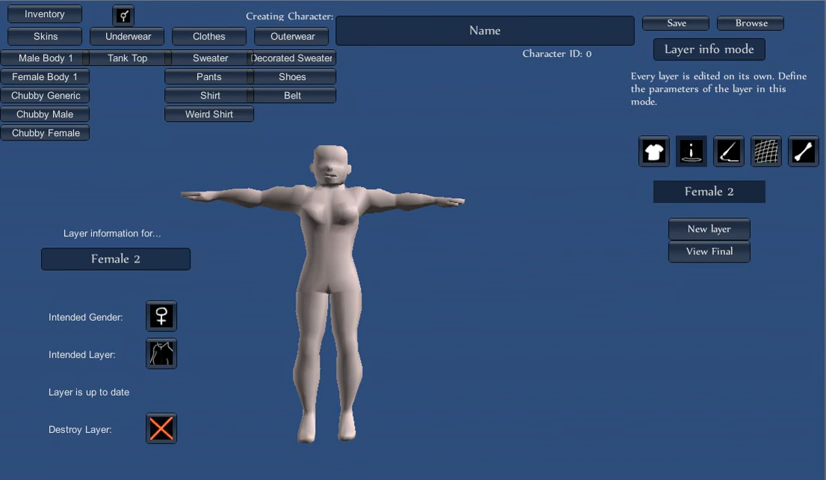 Inventory
Creating Character:
Name
Save
Browse
Skins
Underwear
Clothes
Outerwear
Layer info mode
Male Body 1
Tank Top
Sweater
Decorated Sweater
Character ID: 0
Female Body 1
Pants
Shoes
Every layer is edited on its own. Define
the parameters of the layer in this
mode.
Chubby Generic
Shirt
Belt
Chubby Male
Weird Shirt
Chubby Female
Female 2
New layer
View Final
Layer information for...
Female 2
Intended Gender:
Intended Layer:
Layer is up to date
Destroy Layer: